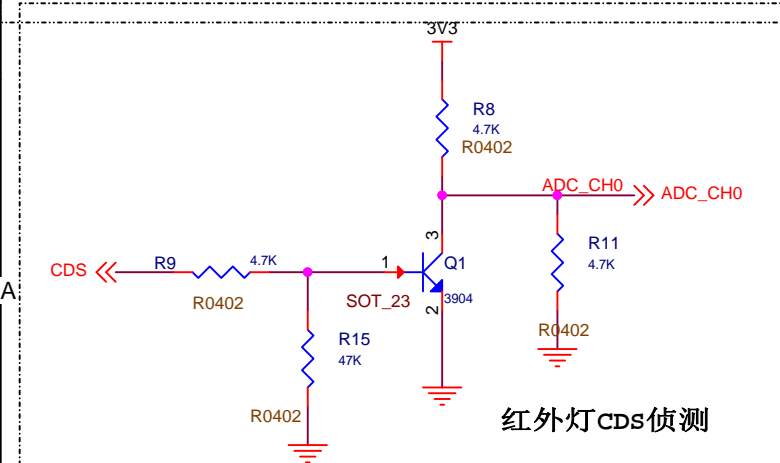 3V3
R8
4.7K
R0402
ADC_CH0
ADC_CH0
3
R11
4.7K
CDS
R9
4.7K
1
Q1
A
R0402
SOT_23
3904
2
R0402
R15
47K
R0402
红外灯CDS侦测